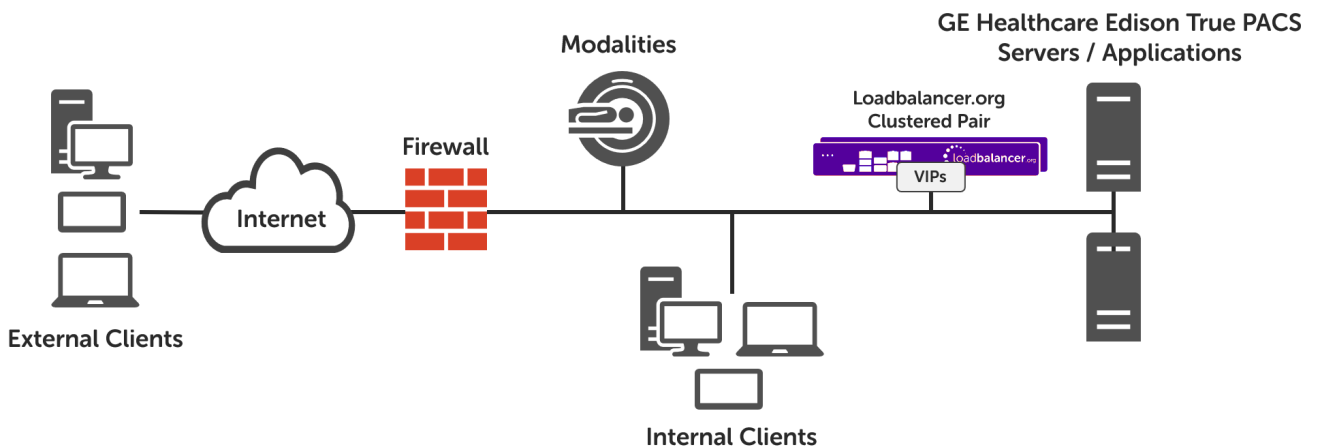 GE Healthcare Edison True PACS
Servers / Applications
Modalities
Loadbalancer.org
Clustered Pair
Firewall
loadbalancer.org
VIPs
Internet
External Clients
Internal Clients